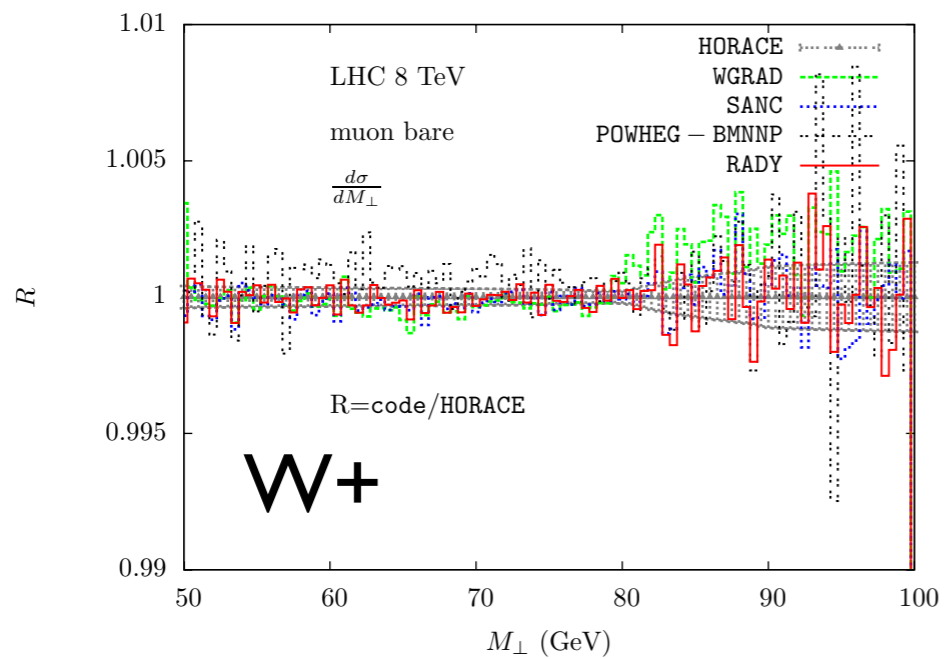 1.01
1.005
1
0.995
0.99
R
LHC 8 TeV
muon bare
dσ
dM⊥
HORACE
WGRAD
SANC
POWHEG − BMNNP
RADY
R=code/HORACE
W+
50 60 70 80 90 100
M⊥ (GeV)